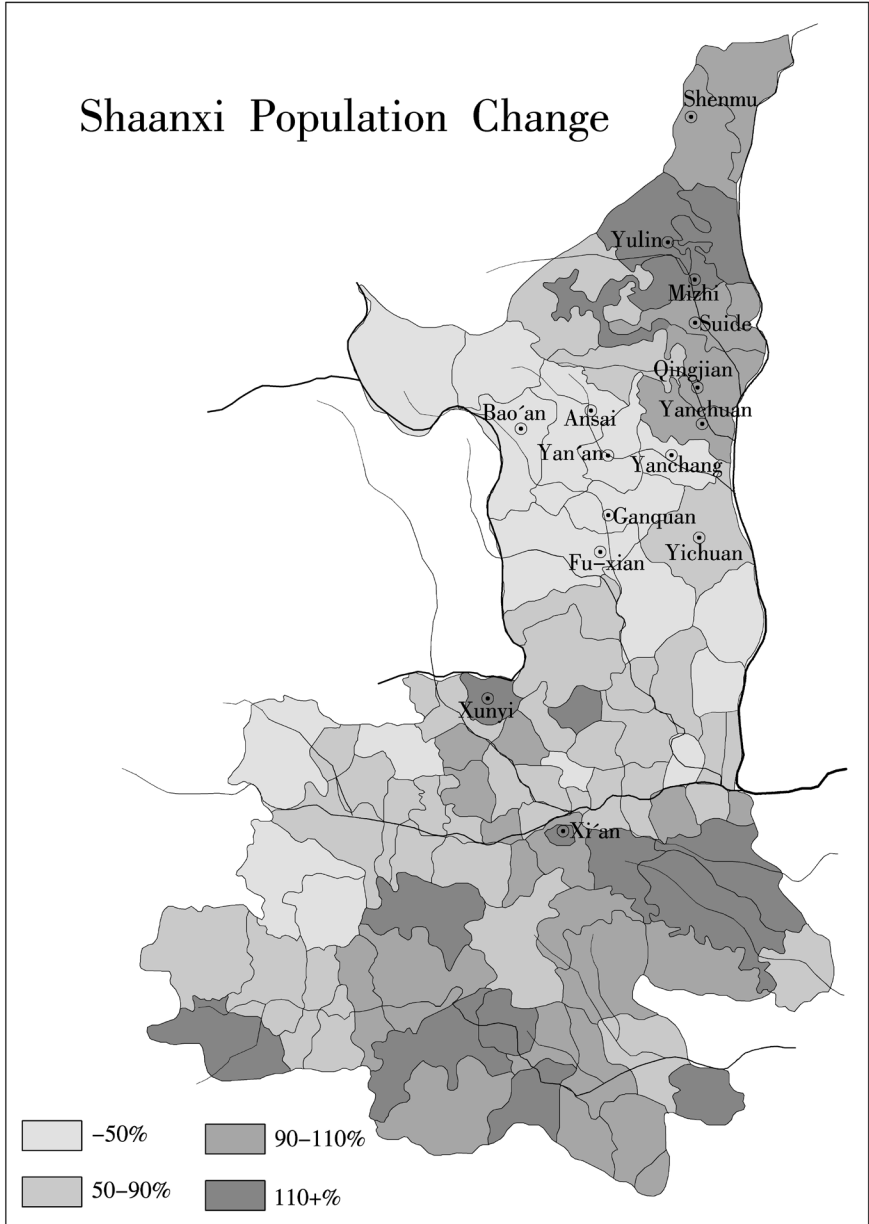 Shaanxi Population Change
Shenmu
Yulin
Mizhi
Suide
Qingjian
Yanchuan
Bao´an
Ansai
Yan´an
Yanchang
Ganquan
Yichuan
Fu-xian
Xunyi
Xi´an
-50%
90-110%
50-90%
110+%